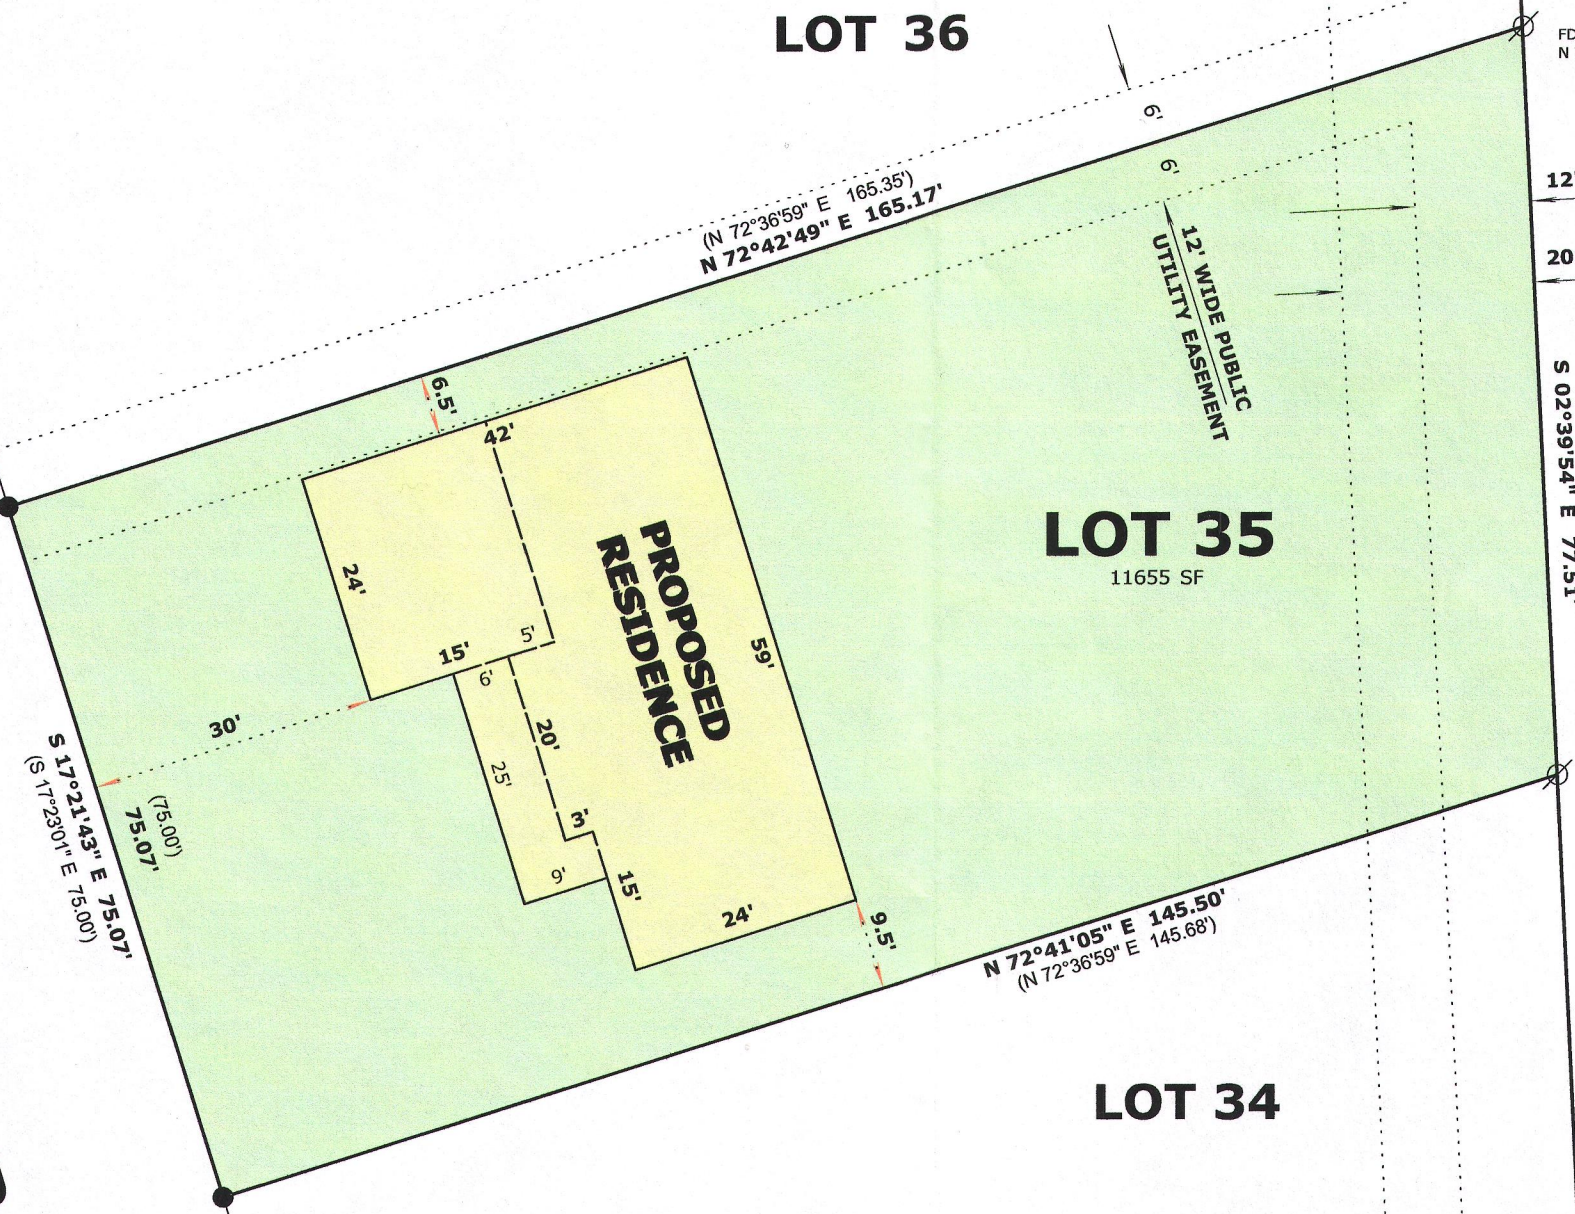 LOT 36
FD
N
6'
6'
(N 72°36'59" E 165.35')
N 72°42'49" E 165.17'
12'
20
12' WIDE PUBLIC
UTILITY EASEMENT
6.5'
42'
S 02°39'54" E 77.51'
PROPOSED
RESIDENCE
LOT 35
11655 SF
24'
59'
5'
15'
6'
30'
20'
25'
3'
9'
15'
24'
9.5'
S 17°21'43" E 75.07'
(S 17°23'01" E 75.00')
(75.00')
75.07'
N 72°41'05" E 145.50'
(N 72°36'59" E 145.68')
LOT 34